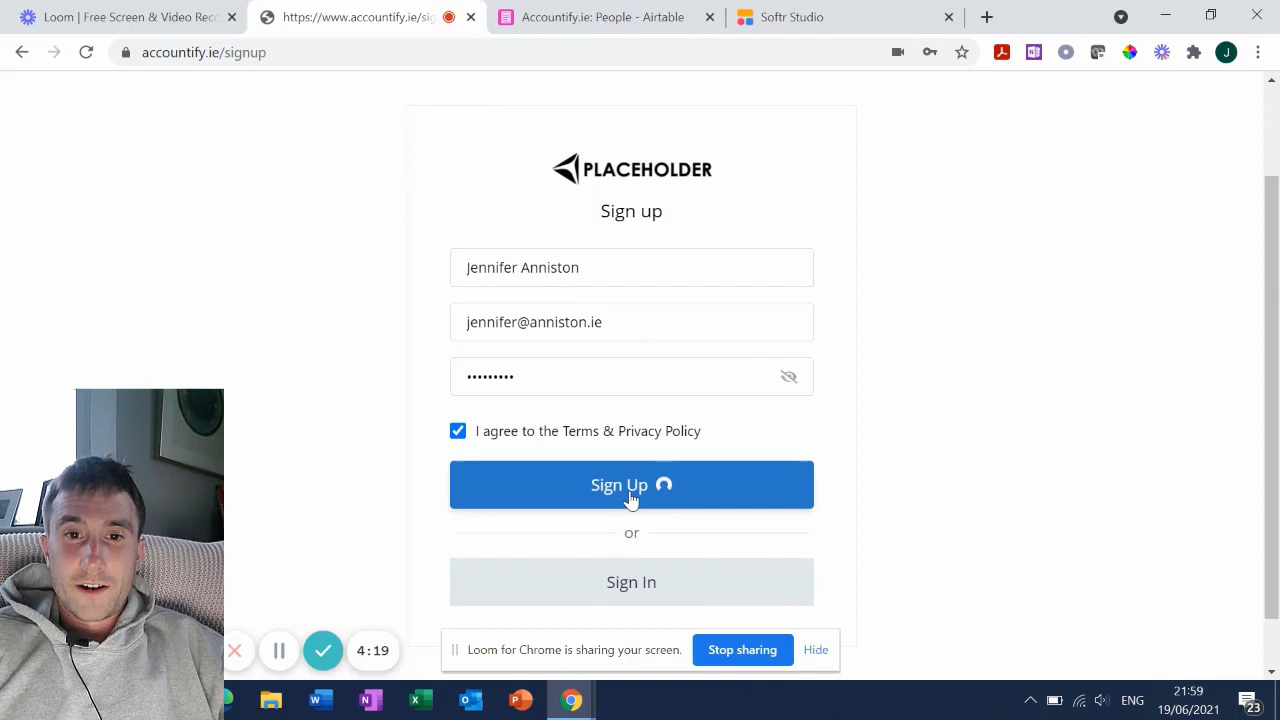 Loom | Free Screen & Video Rec
https://www.accountify.ie/sig
Accountify.ie: People - Airtable
Softr Studio
accountify.ie/signup
J
PLACEHOLDER
Sign up
Jennifer Anniston
jennifer@anniston.ie
I agree to the Terms & Privacy Policy
Sign Up
or
Sign In
4:19
Loom for Chrome is sharing your screen.
Stop sharing
Hide
ENG
21:59
19/06/2021
23